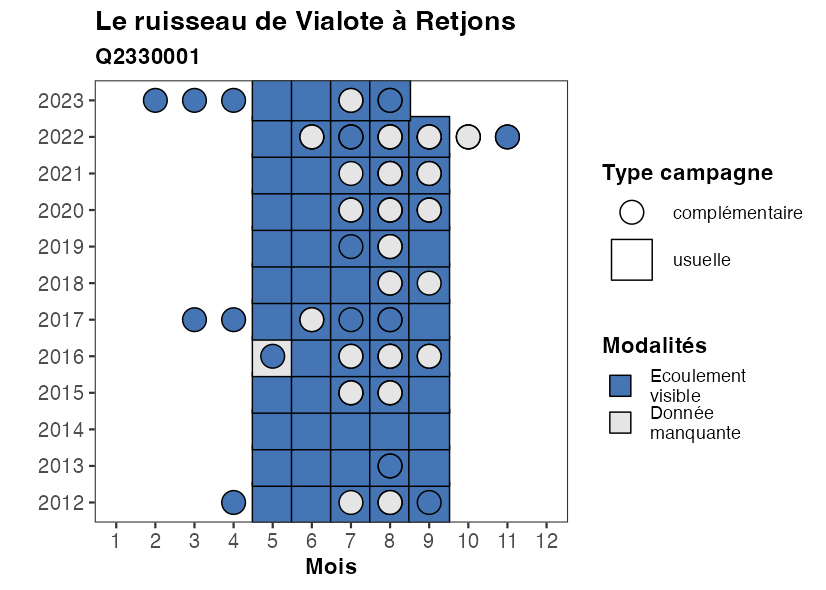 Le ruisseau de Vialote à Retjons
Q2330001
2023
2022
2021
2020
2019
2018
2017
2016
2015
2014
2013
2012
1 2 3 4 5 6 7 8 9 10 11 12
Mois
Type campagne
complémentaire
usuelle
Modalités
Ecoulement
visible
Donnée
manquante